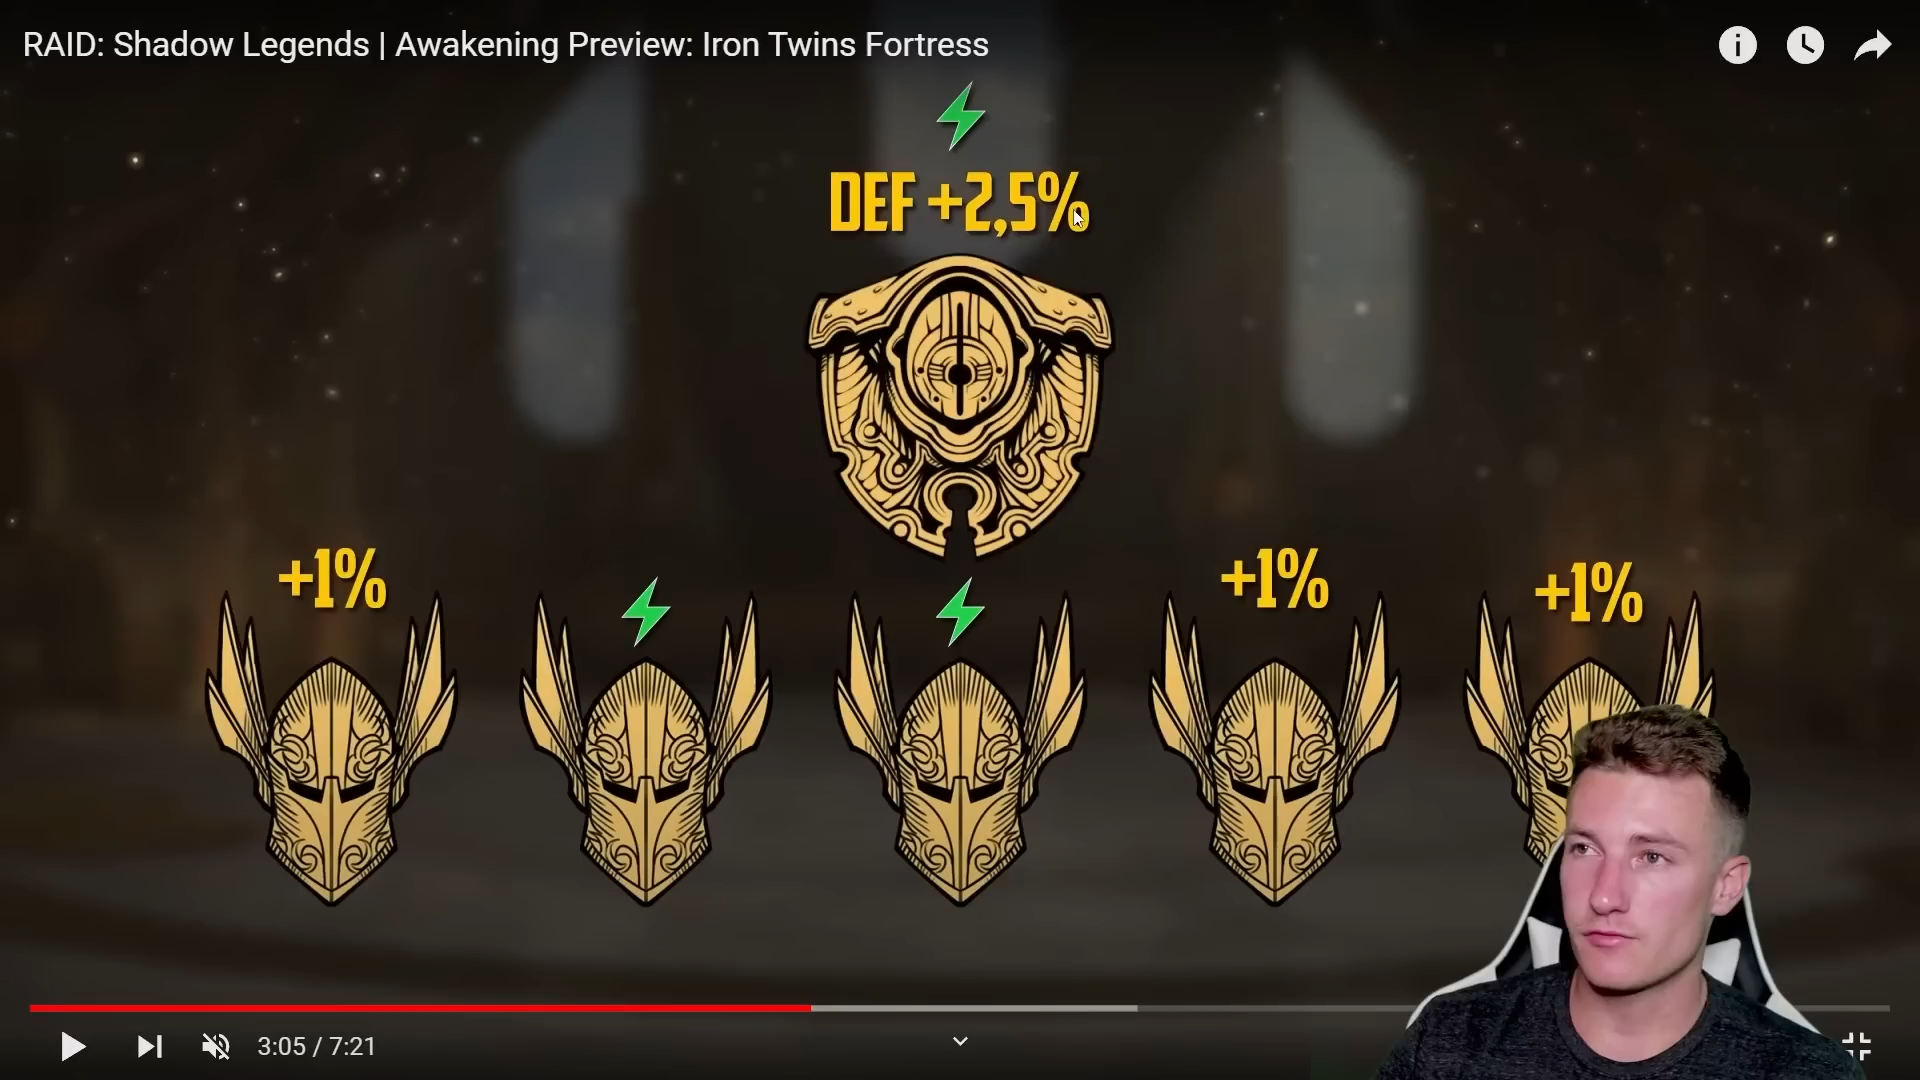 RAID: Shadow Legends | Awakening Preview: Iron Twins Fortress
DEF +2,5%
+1%
+1%
+1%
3:05 / 7:21